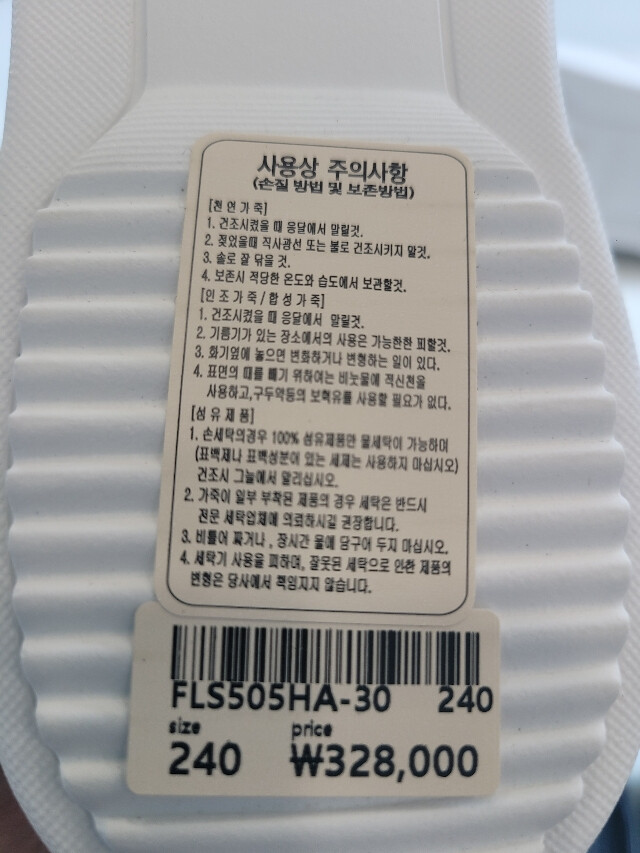 사용상 주의사항
(손질 방법 및 보존방법)
[천연가죽]
1. 건조시켰을 때 응달에서 말릴것.
2. 젖었을때 직사광선 또는 불로 건조시키지 말것.
3. 솔로 잘 닦을 것.
4. 보존시 적당한 온도와 습도에서 보관할것.
[인조가죽/합성가죽]
1. 건조시켰을 때 응달에서 말릴것.
2. 기름기가 있는 장소에서의 사용은 가능한한 피할것.
3. 화기옆에 놓으면 변화하거나 변형하는 일이 있다.
4. 표면의 때를 빼기 위하여는 비눗물에 적신천을
사용하고,구두약등의 보혁유를 사용할 필요가 없다.
[섬유제품]
1. 손세탁의경우 100% 섬유제품만 물세탁이 가능하며
(표백제나 표백성분이 있는 세제는 사용하지 마십시오)
건조시 그늘에서 말리십시오.
2. 가죽이 일부 부착된 제품의 경우 세탁은 반드시
전문 세탁업체에 의뢰하시길 권장합니다.
3. 비틀어 짜거나, 장시간 물에 담구어 두지 마십시오.
4. 세탁기 사용을 피하며, 잘못된 세탁으로 인한 제품의
변형은 당사에서 책임지지 않습니다.
FLS505HA-30 240
size price
240 ₩328,000